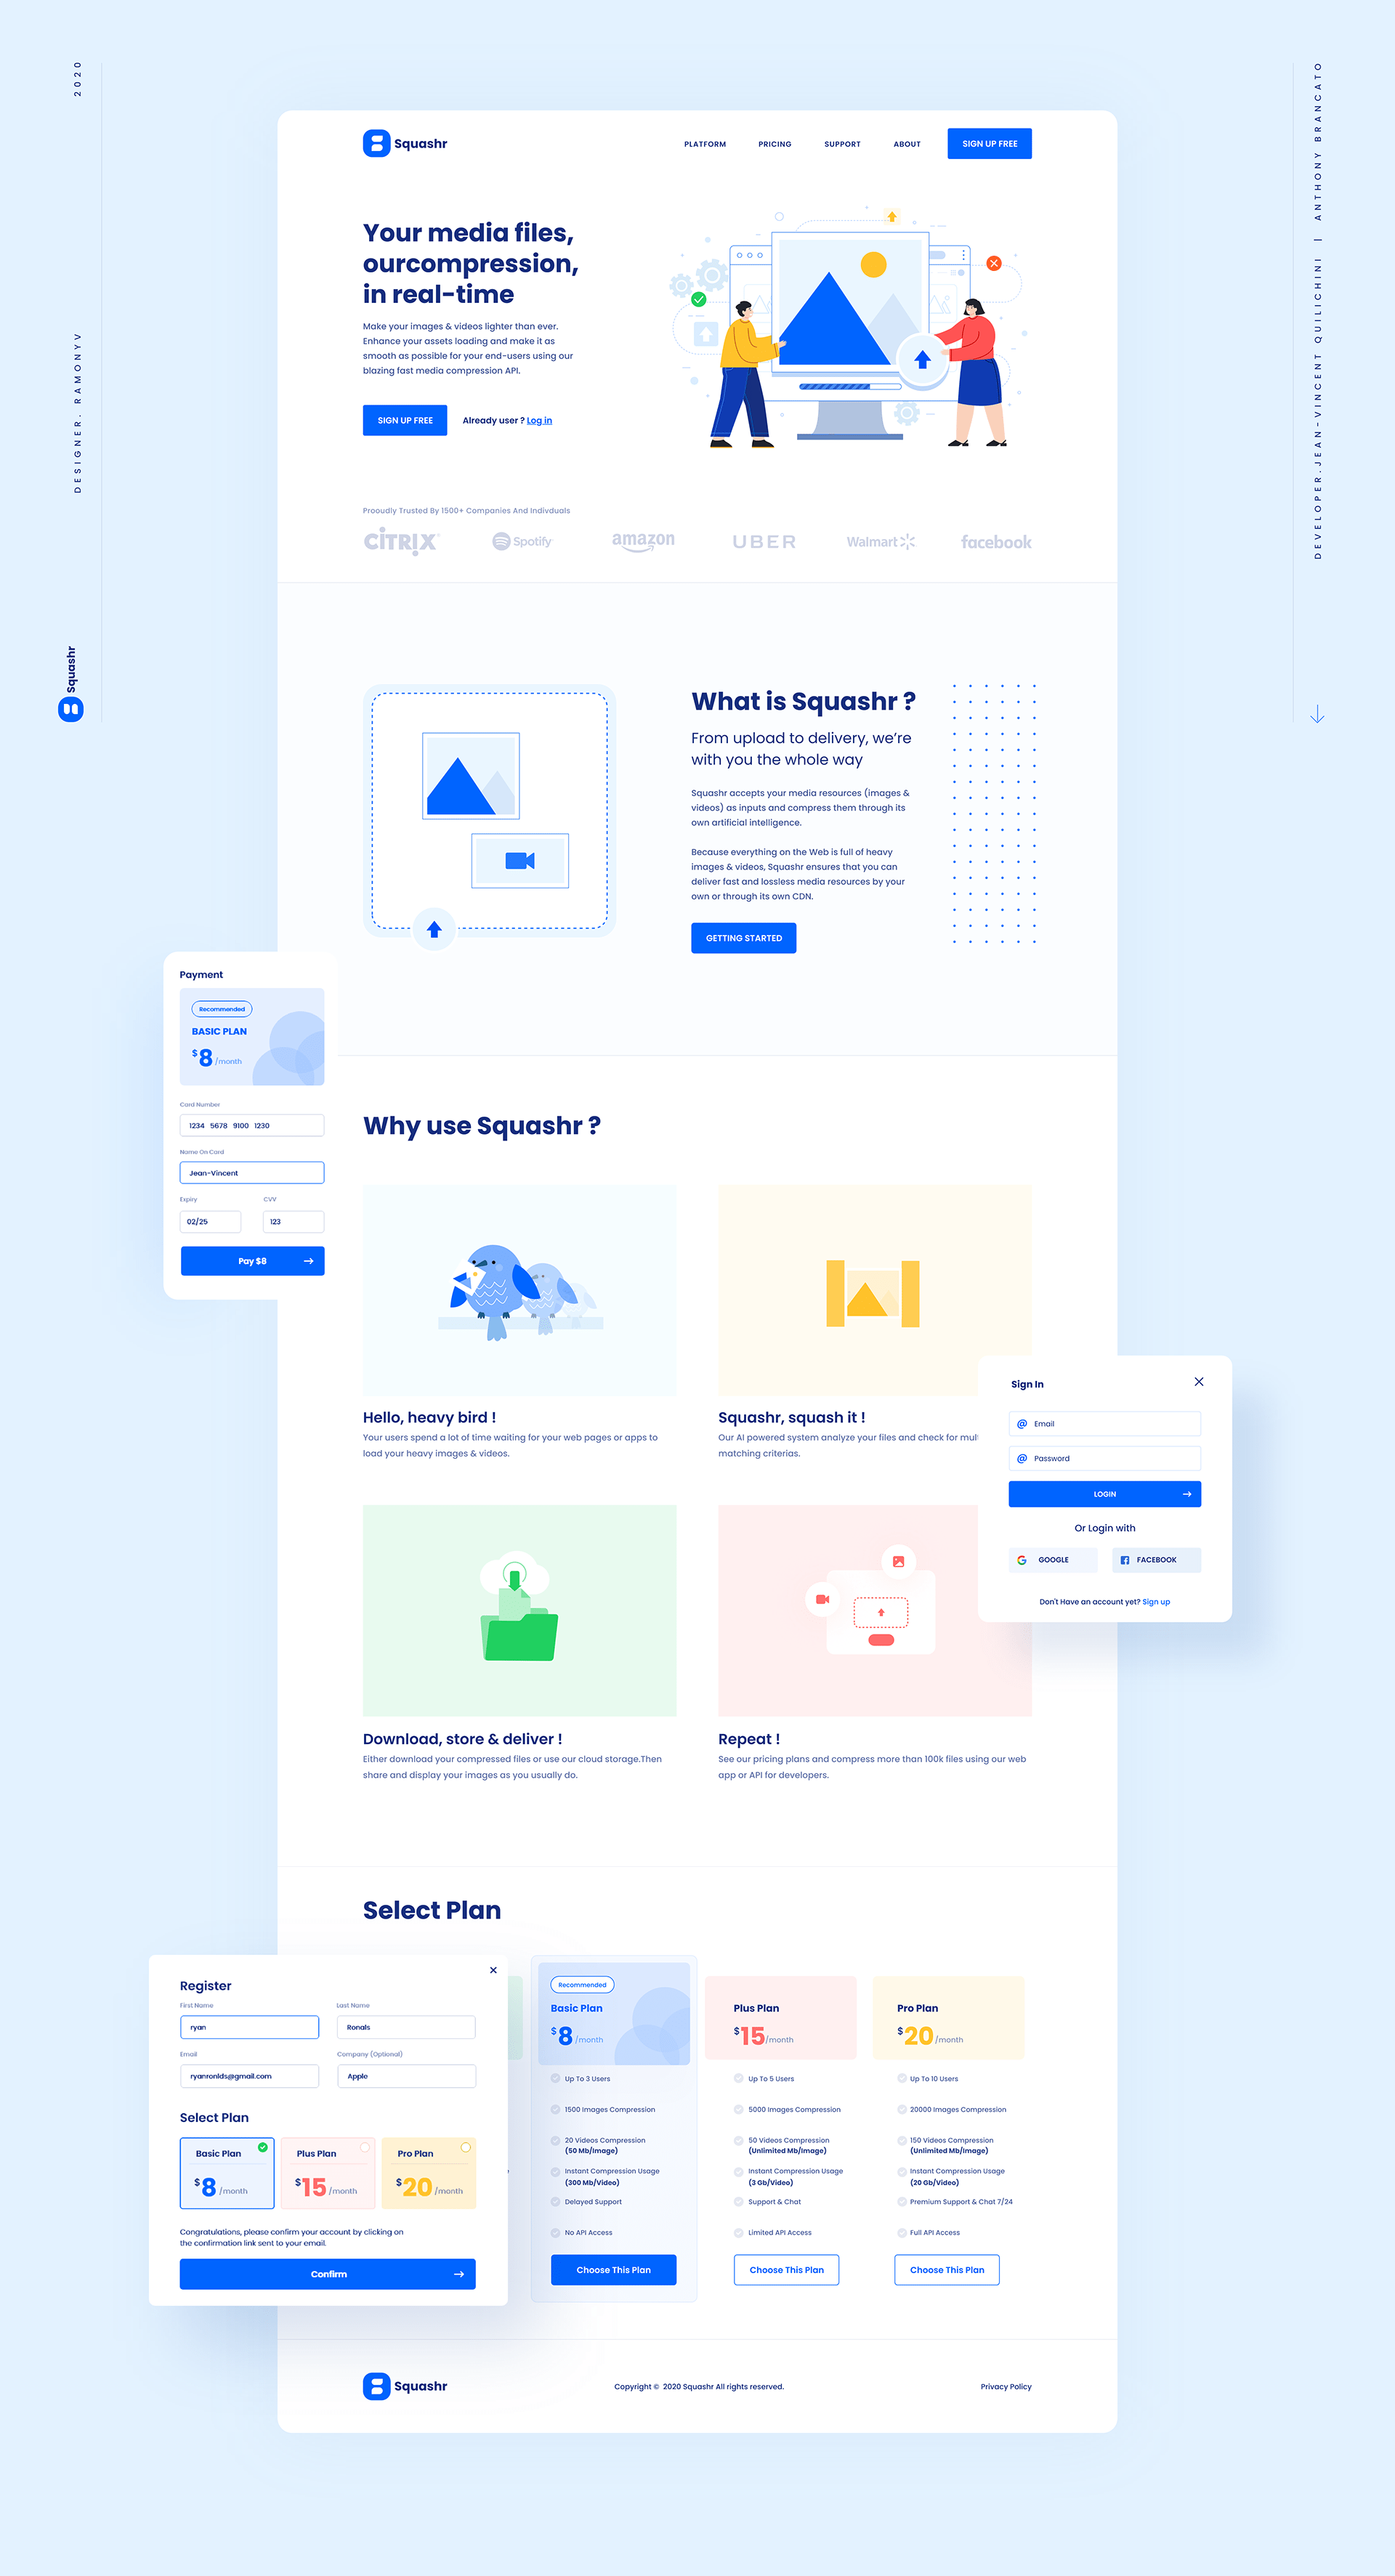 2020
DESIGNER. RAMONYV
Squashr
DEVELOPER.JEAN-VINCENT QUILICHINI | ANTHONY BRANCATO
Squashr
PLATFORM
PRICING
SUPPORT
ABOUT
SIGN UP FREE
Your media files,
ourcompression,
in real-time
Make your images & videos lighter than ever.
Enhance your assets loading and make it as
smooth as possible for your end-users using our
blazing fast media compression API.
SIGN UP FREE
Already user ? Log in
Prooudly Trusted By 1500+ Companies And Indivduals
CITRIX
Spotify
amazon
UBER
Walmart
facebook
What is Squashr ?
From upload to delivery, we’re
with you the whole way
Squashr accepts your media resources (images &
videos) as inputs and compress them through its
own artificial intelligence.
Because everything on the Web is full of heavy
images & videos, Squashr ensures that you can
deliver fast and lossless media resources by your
own or through its own CDN.
GETTING STARTED
Payment
Recommended
BASIC PLAN
$8 /month
Card Number
1234 5678 9100 1230
Name On Card
Jean-Vincent
Expiry
CVV
02/25
123
Pay $8
Why use Squashr ?
Hello, heavy bird !
Your users spend a lot of time waiting for your web pages or apps to
load your heavy images & videos.
Squashr, squash it !
Our AI powered system analyze your files and check for mul
matching criterias.
Sign In
@ Email
@ Password
LOGIN
Or Login with
GOOGLE
FACEBOOK
Don't Have an account yet? Sign up
Download, store & deliver !
Either download your compressed files or use our cloud storage.Then
share and display your images as you usually do.
Repeat !
See our pricing plans and compress more than 100k files using our web
app or API for developers.
Select Plan
Register
First Name
Last Name
ryan
Ronals
Email
Company (Optional)
ryanronlds@gmail.com
Apple
Select Plan
Basic Plan
$8 /month
Plus Plan
$15 /month
Pro Plan
$20 /month
Congratulations, please confirm your account by clicking on
the confirmation link sent to your email.
Confirm
Recommended
Basic Plan
$8 /month
Up To 3 Users
1500 Images Compression
20 Videos Compression
(50 Mb/Image)
Instant Compression Usage
(300 Mb/Video)
Delayed Support
No API Access
Choose This Plan
Plus Plan
$15/month
Up To 5 Users
5000 Images Compression
50 Videos Compression
(Unlimited Mb/Image)
Instant Compression Usage
(3 Gb/Video)
Support & Chat
Limited API Access
Choose This Plan
Pro Plan
$20/month
Up To 10 Users
20000 Images Compression
150 Videos Compression
(Unlimited Mb/Image)
Instant Compression Usage
(20 Gb/Video)
Premium Support & Chat 7/24
Full API Access
Choose This Plan
Squashr
Copyright © 2020 Squashr All rights reserved.
Privacy Policy